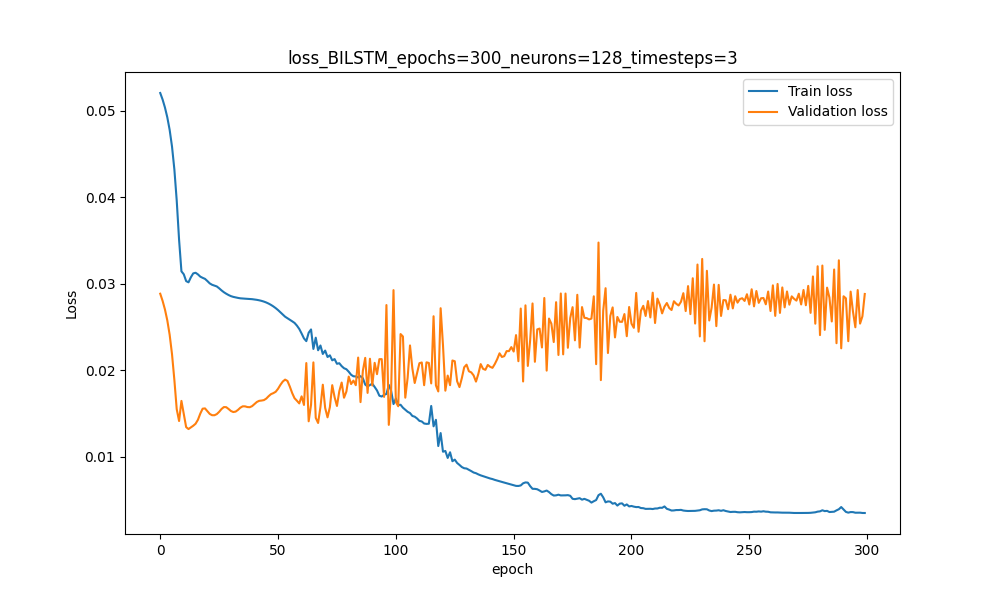 loss_BILSTM_epochs=300_neurons=128_timesteps=3
Train loss
Validation loss
0.05
0.04
0.03
0.02
0.01
Loss
0
50
100
150
200
250
300
epoch